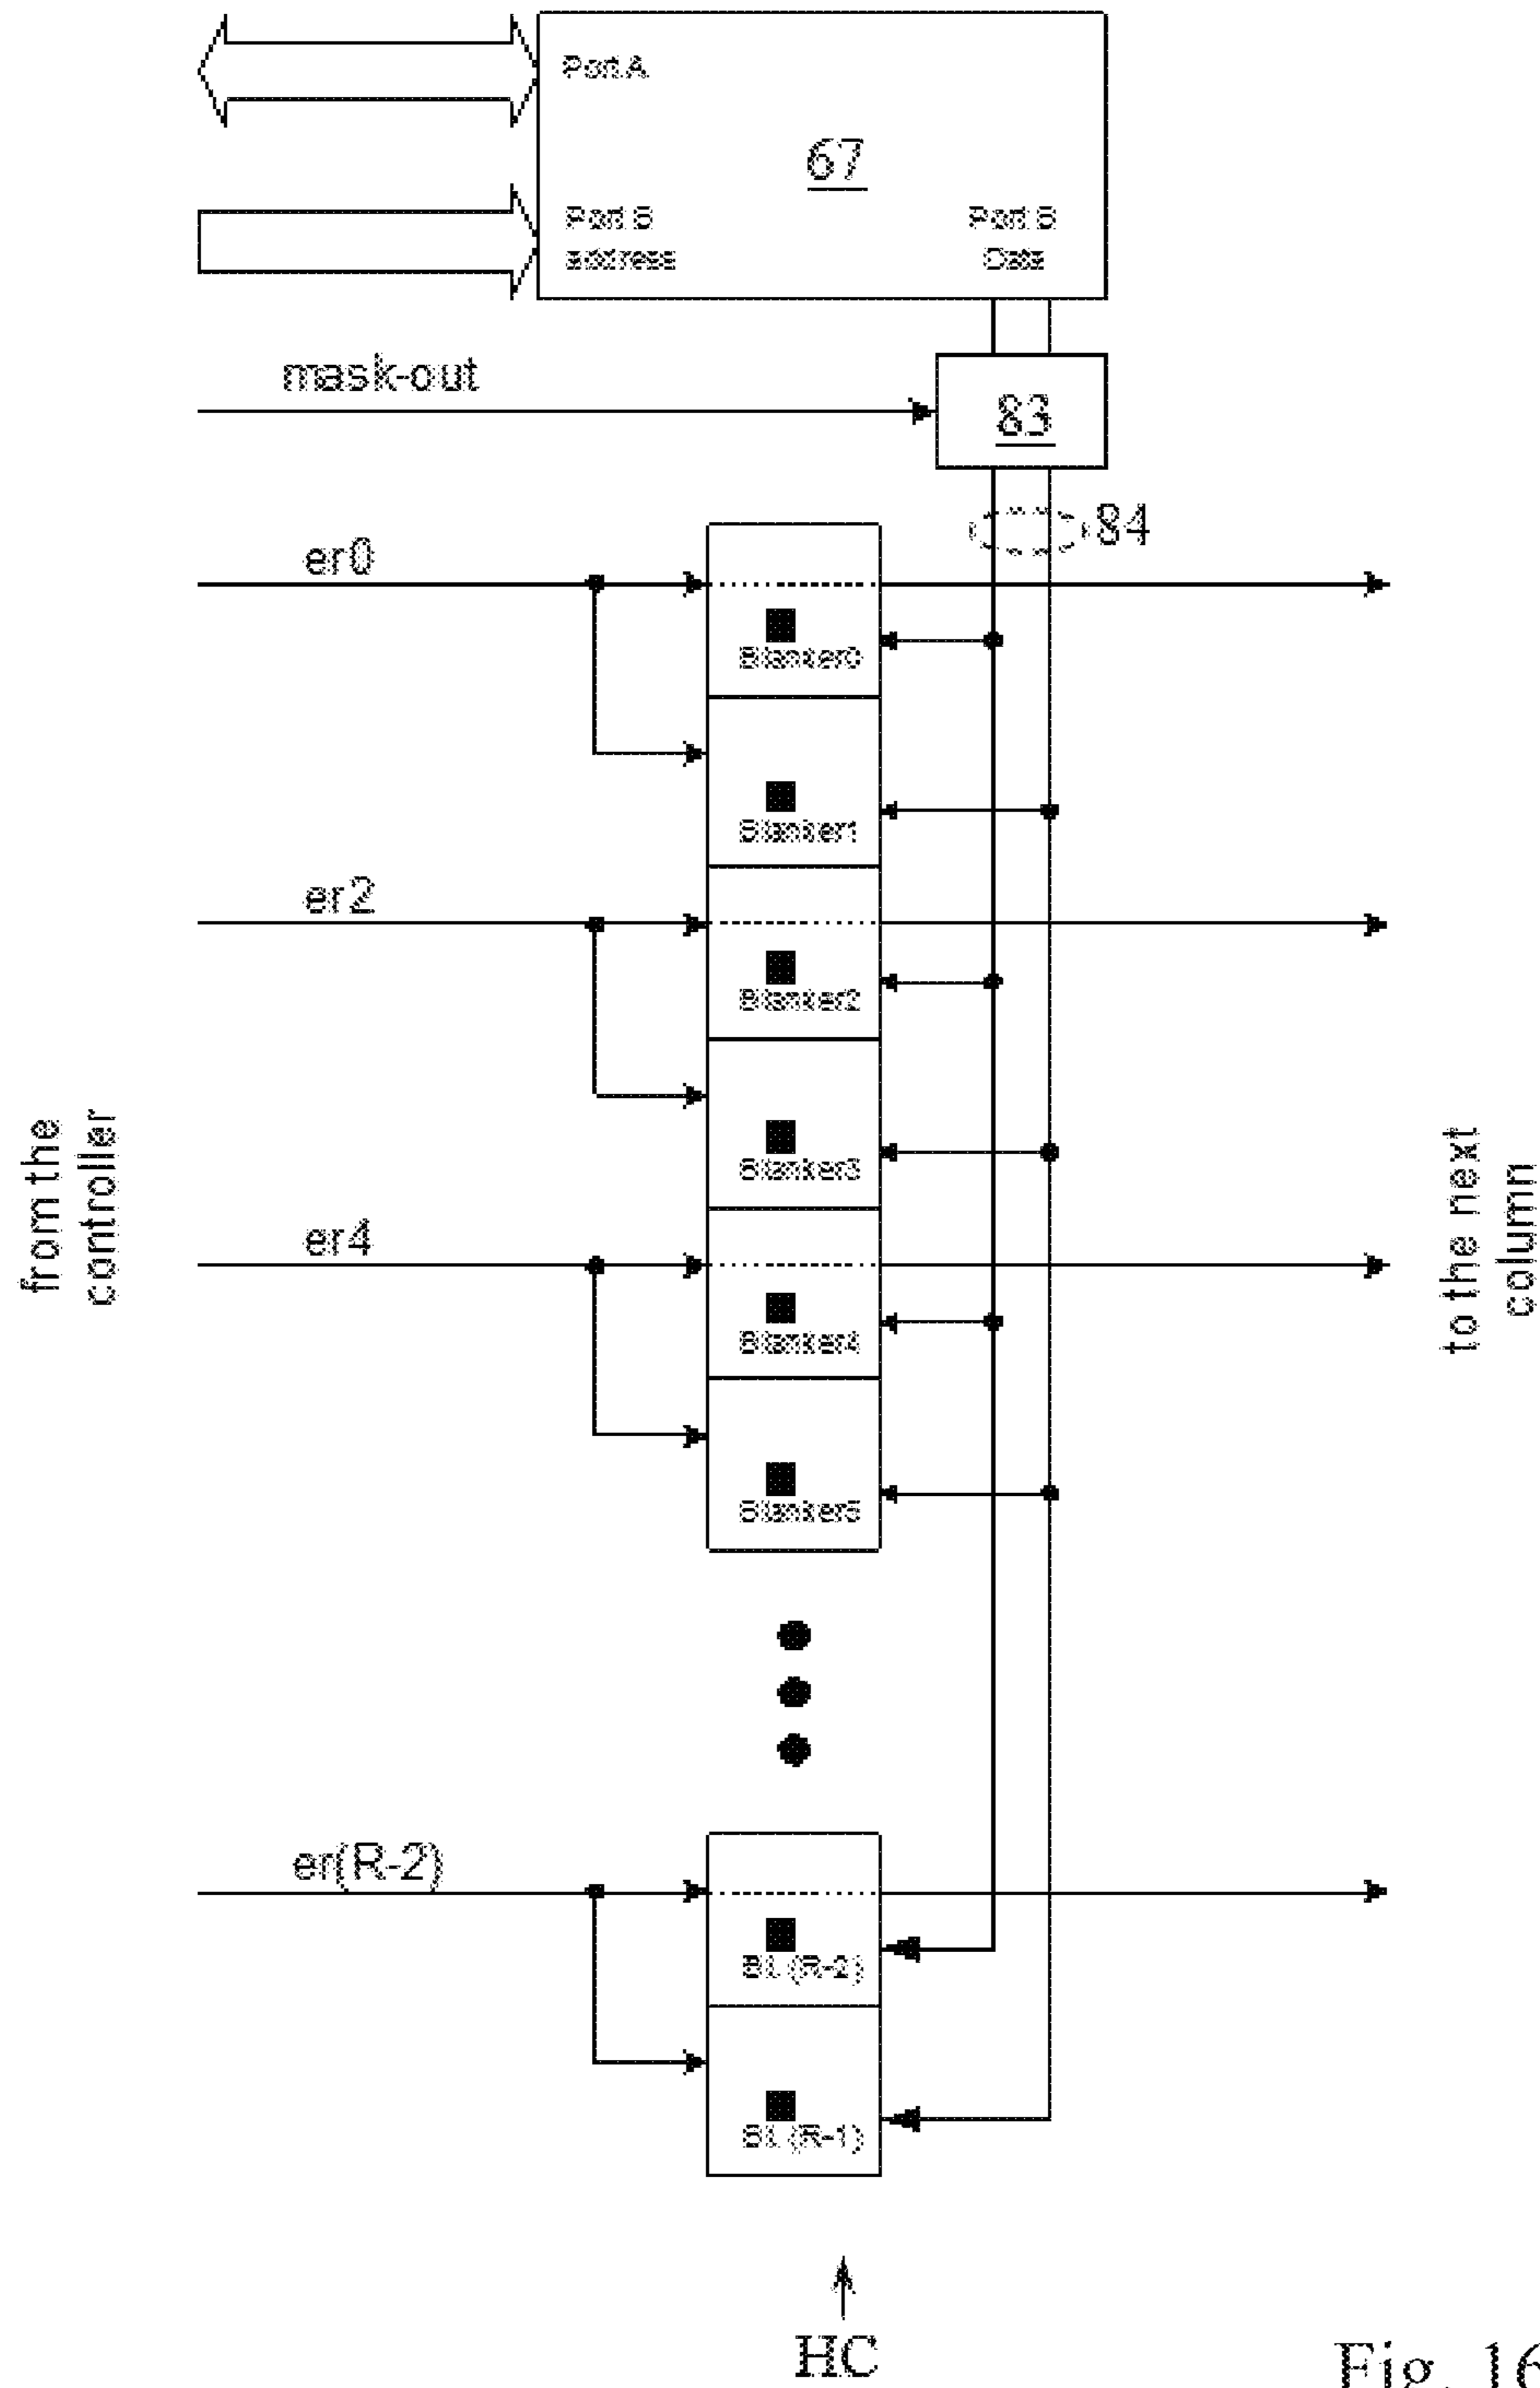 Port A
67
Port B
address
Port B
Data
mask-out
83
84
er0
Blanker0
Blanker1
er2
Blanker2
Blanker3
from the
controller
to the next
column
er4
Blanker4
Blanker5
er(R-2)
BL (R-2)
BL (R-1)
HC
Fig. 16